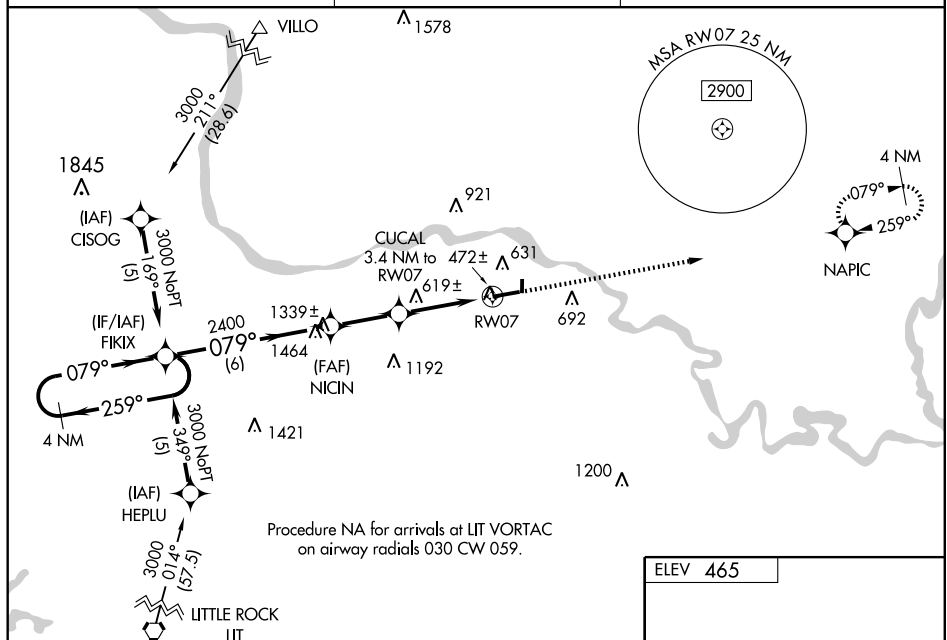 VILLO
1578
3000
211°
(28.6)
MSA RW07 25 NM
2900
1845
(IAF)
CISOG
3000 NoPT
169°
(5)
921
4 NM
079°
259°
NAPIC
CUCAL
3.4 NM to
RW07
472±
631
619±
RW07
692
(IF/IAF)
FIKIX
2400
079°
(6)
1339±
1464
(FAF)
NICIN
1192
079°
259°
4 NM
3000 NoPT
349°
(5)
1421
(IAF)
HEPLU
1200
Procedure NA for arrivals at LIT VORTAC
on airway radials 030 CW 059.
3000
014°
(57.5)
LITTLE ROCK
LIT
ELEV 465